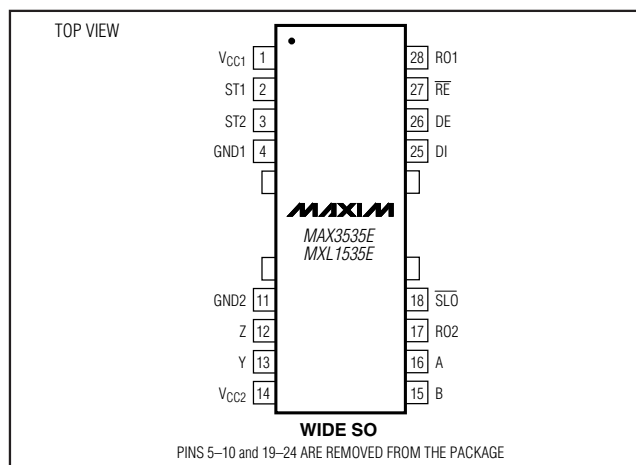 TOP VIEW
VCC1 1
28 RO1
ST1 2
27 R̅E̅
ST2 3
26 DE
GND1 4
25 DI
MAXIM
MAX3535E
MXL1535E
GND2 11
18 S̅L̅O̅
Z 12
17 RO2
Y 13
16 A
VCC2 14
15 B
WIDE SO
PINS 5–10 and 19–24 ARE REMOVED FROM THE PACKAGE